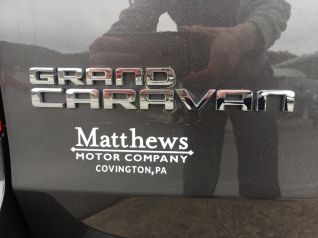 GRAND
CARAVAN
Matthews
MOTOR COMPANY
COVINGTON, PA